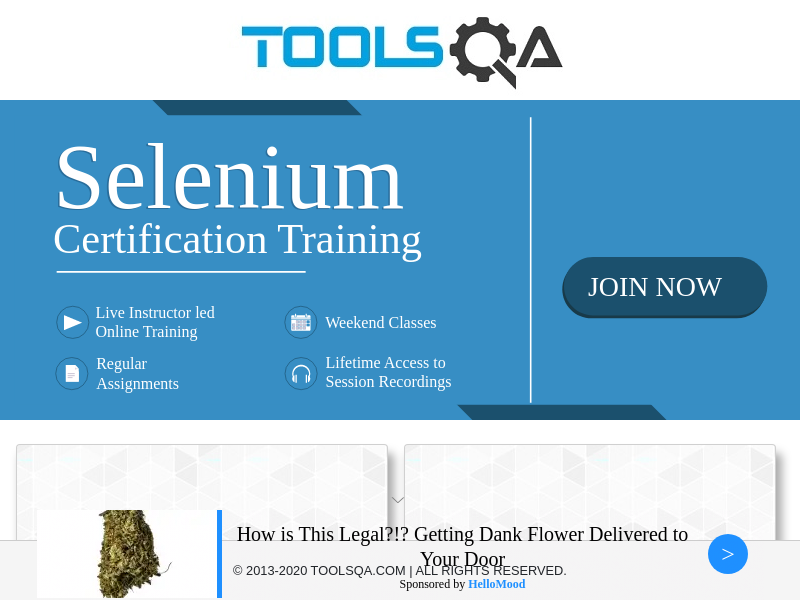 TOOLSQA
Selenium
Certification Training
JOIN NOW
Live Instructor led
Online Training
Weekend Classes
Regular
Assignments
Lifetime Access to
Session Recordings
How is This Legal?!? Getting Dank Flower Delivered to
Your Door
© 2013-2020 TOOLSQA.COM | ALL RIGHTS RESERVED.
Sponsored by HelloMood
>